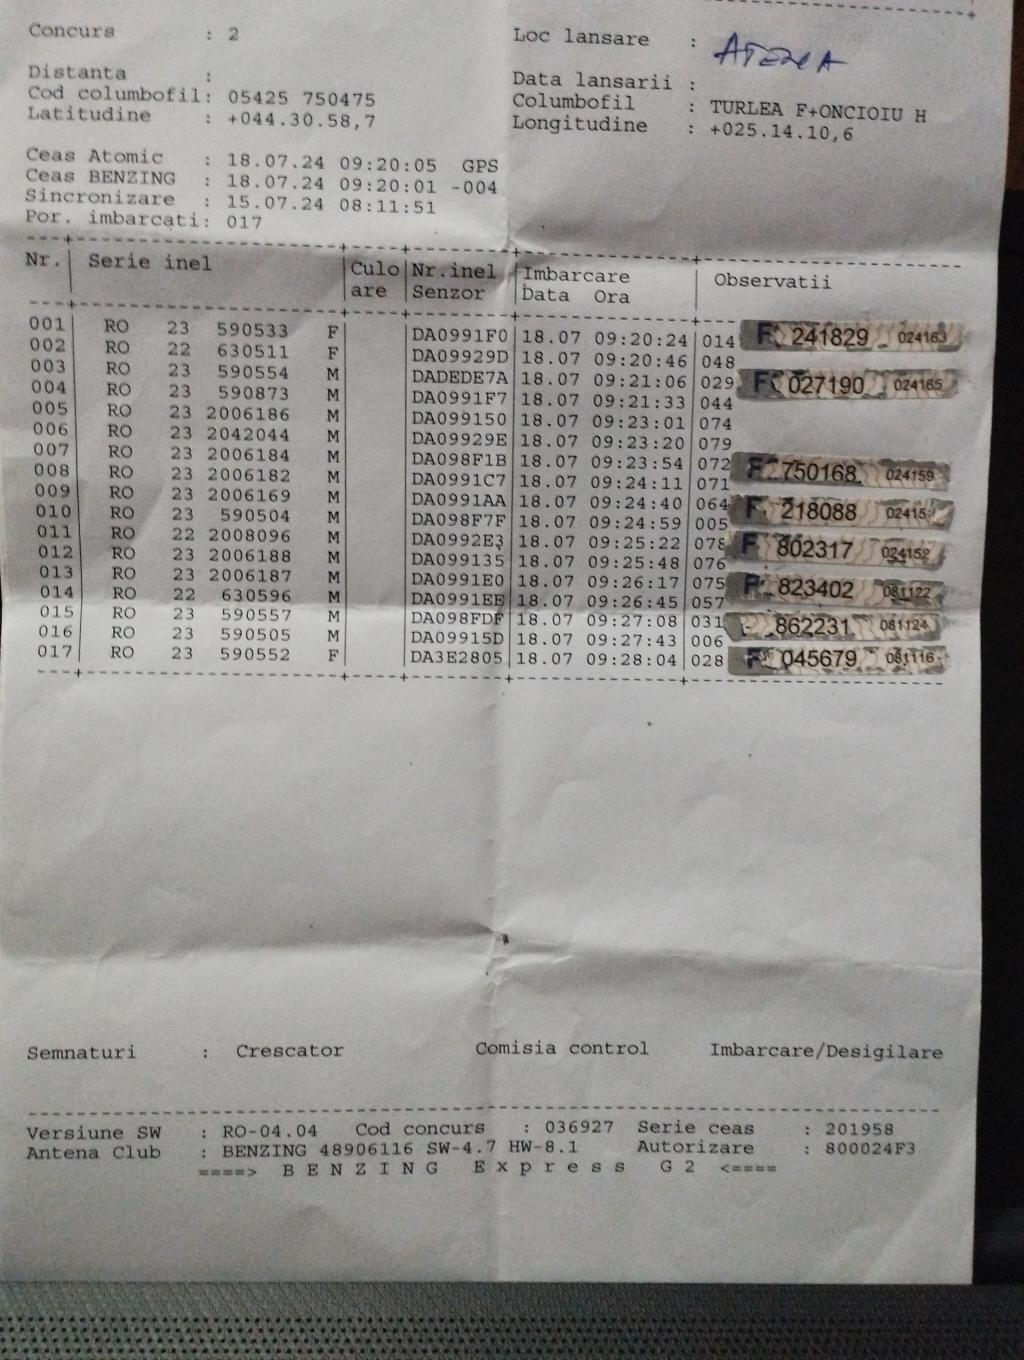 Concurs : 2 Loc lansare : ATENA
Distanta : Data lansarii :
Cod columbofil: 05425 750475 Columbofil : TURLEA F+ONCIOIU H
Latitudine : +044.30.58,7 Longitudine : +025.14.10,6
Ceas Atomic : 18.07.24 09:20:05 GPS
Ceas BENZING : 18.07.24 09:20:01 -004
Sincronizare : 15.07.24 08:11:51
Por. imbarcati: 017
Nr. Serie inel Culo Nr.inel Imbarcare Observatii
are Senzor Data Ora
001 RO 23 590533 F DA0991F0 18.07 09:20:24 014 F 241829 024163
002 RO 22 630511 F DA09929D 18.07 09:20:46 048
003 RO 23 590554 M DADEDE7A 18.07 09:21:06 029 F 027190 024165
004 RO 23 590873 M DA0991F7 18.07 09:21:33 044
005 RO 23 2006186 M DA099150 18.07 09:23:01 074
006 RO 23 2042044 M DA09929E 18.07 09:23:20 079
007 RO 23 2006184 M DA098F1B 18.07 09:23:54 072 F 750168 024159
008 RO 23 2006182 M DA0991C7 18.07 09:24:11 071
009 RO 23 2006169 M DA0991AA 18.07 09:24:40 064 F 218088
010 RO 23 590504 M DA098F7F 18.07 09:24:59 005
011 RO 22 2008096 M DA0992E3 18.07 09:25:22 078 F 802317 024152
012 RO 23 2006188 M DA099135 18.07 09:25:48 076
013 RO 23 2006187 M DA0991E0 18.07 09:26:17 075 F 823402 081122
014 RO 22 630596 M DA0991EE 18.07 09:26:45 057
015 RO 23 590557 M DA098FDF 18.07 09:27:08 031 862231 081124
016 RO 23 590505 M DA09915D 18.07 09:27:43 006
017 RO 23 590552 F DA3E2805 18.07 09:28:04 028 F 045679 081116
Semnaturi : Crescator Comisia control Imbarcare/Desigilare
Versiune SW : RO-04.04 Cod concurs : 036927 Serie ceas : 201958
Antena Club : BENZING 48906116 SW-4.7 HW-8.1 Autorizare : 800024F3
====> B E N Z I N G E x p r e s s G 2 <====